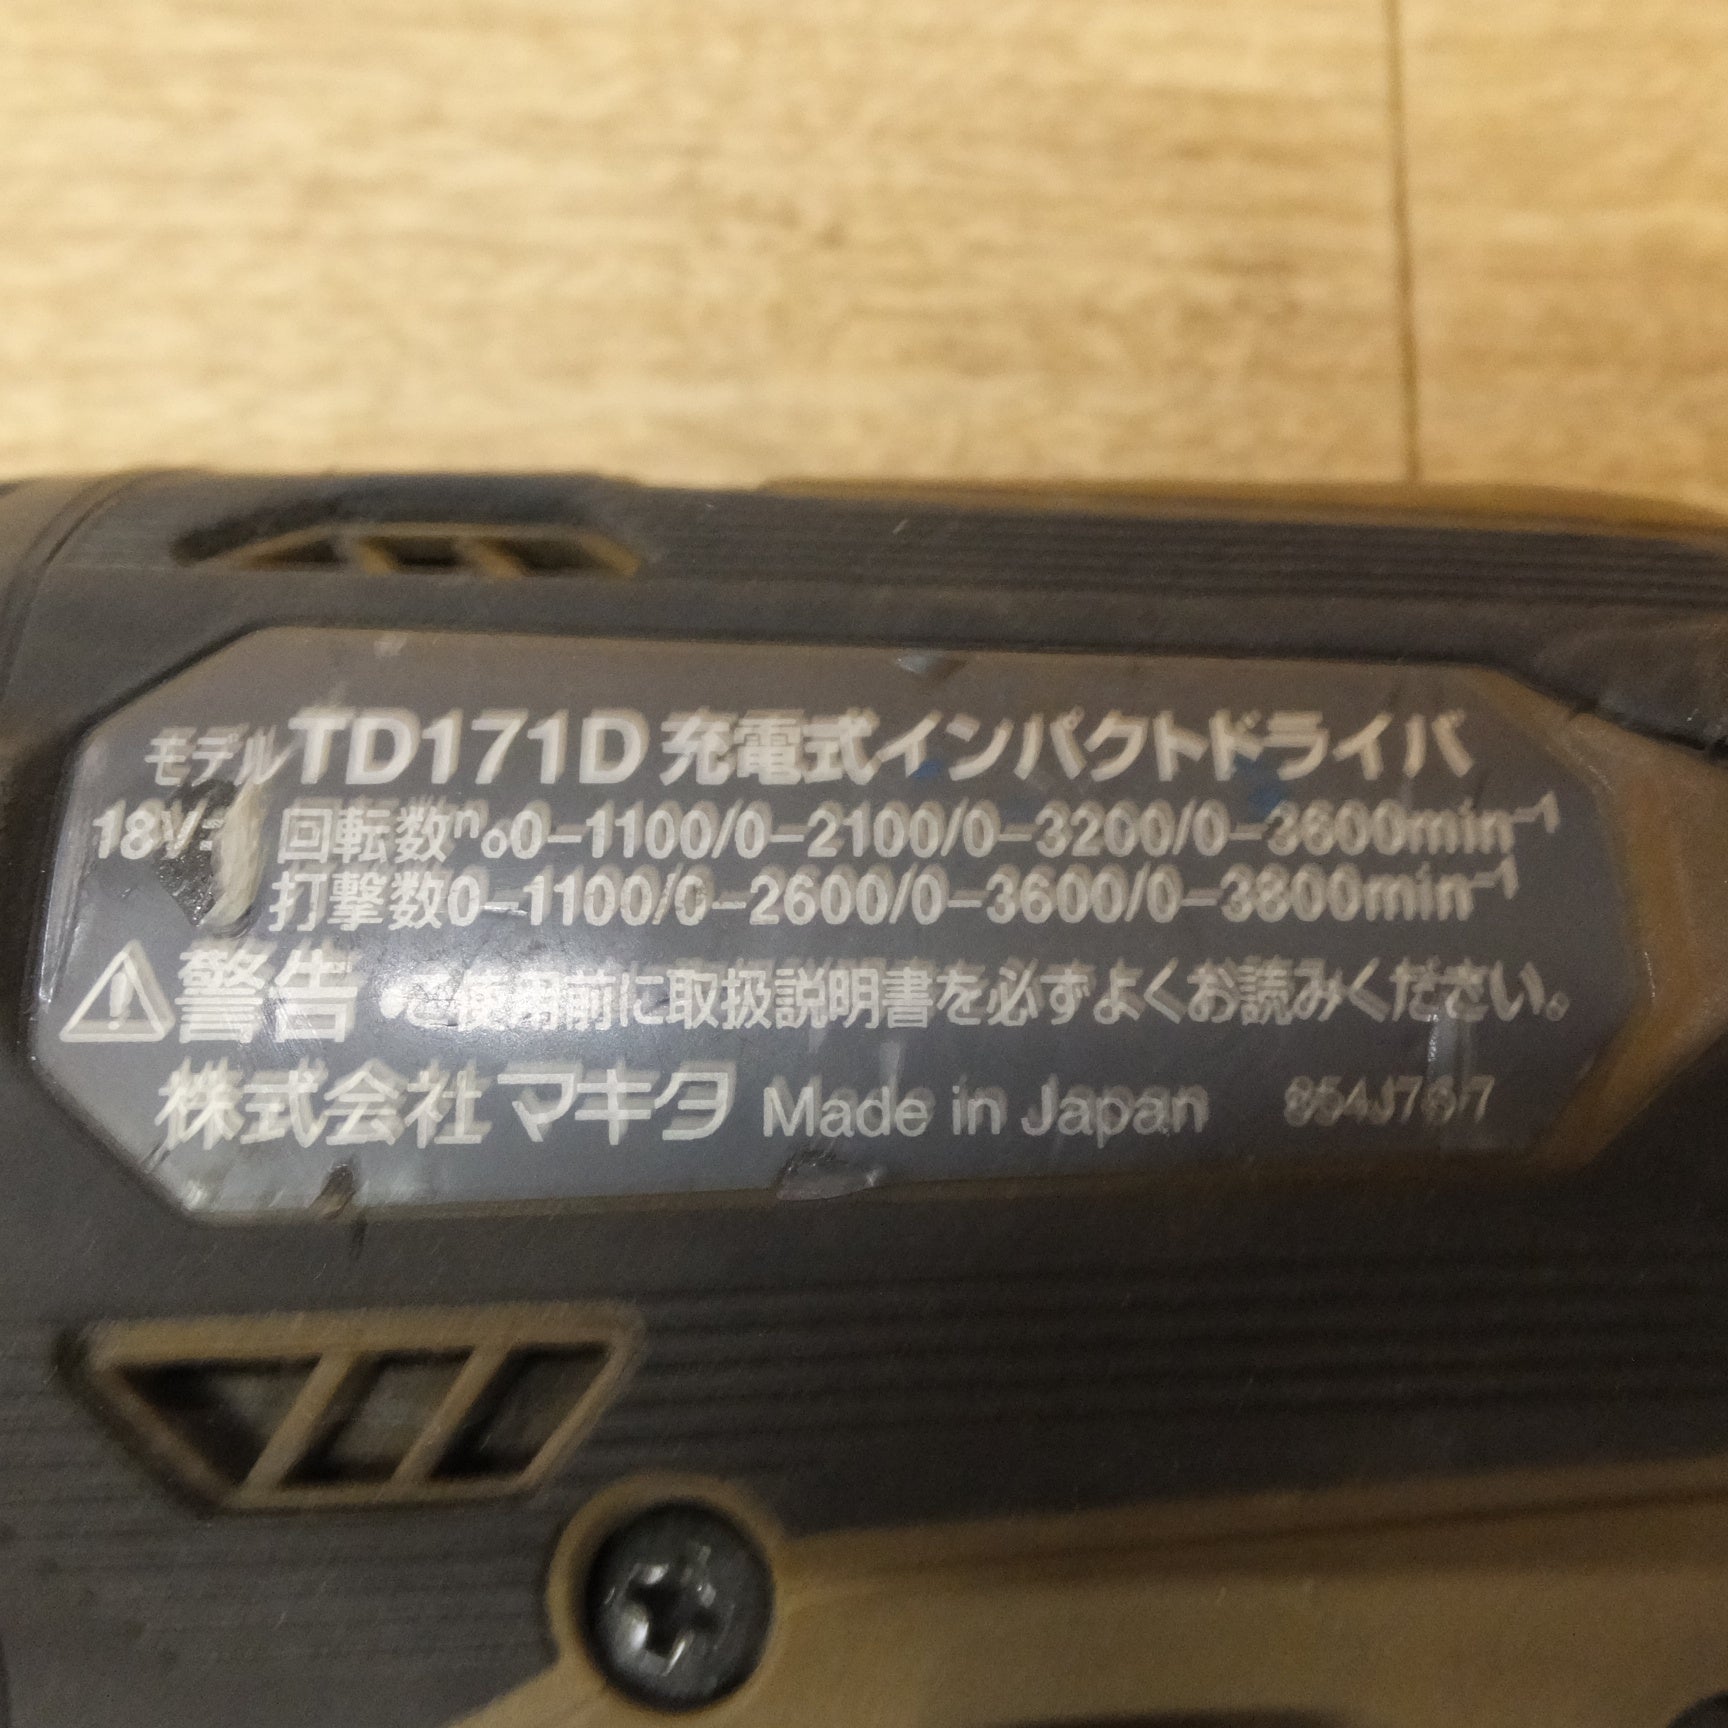 モデル TD171D 充電式インパクトドライバ
18V⎓ 回転数n₀0-1100/0-2100/0-3200/0-3600min⁻¹
打撃数0-1100/0-2600/0-3600/0-3800min⁻¹
⚠警告 •ご使用前に取扱説明書を必ずよくお読みください。
株式会社マキタ Made in Japan